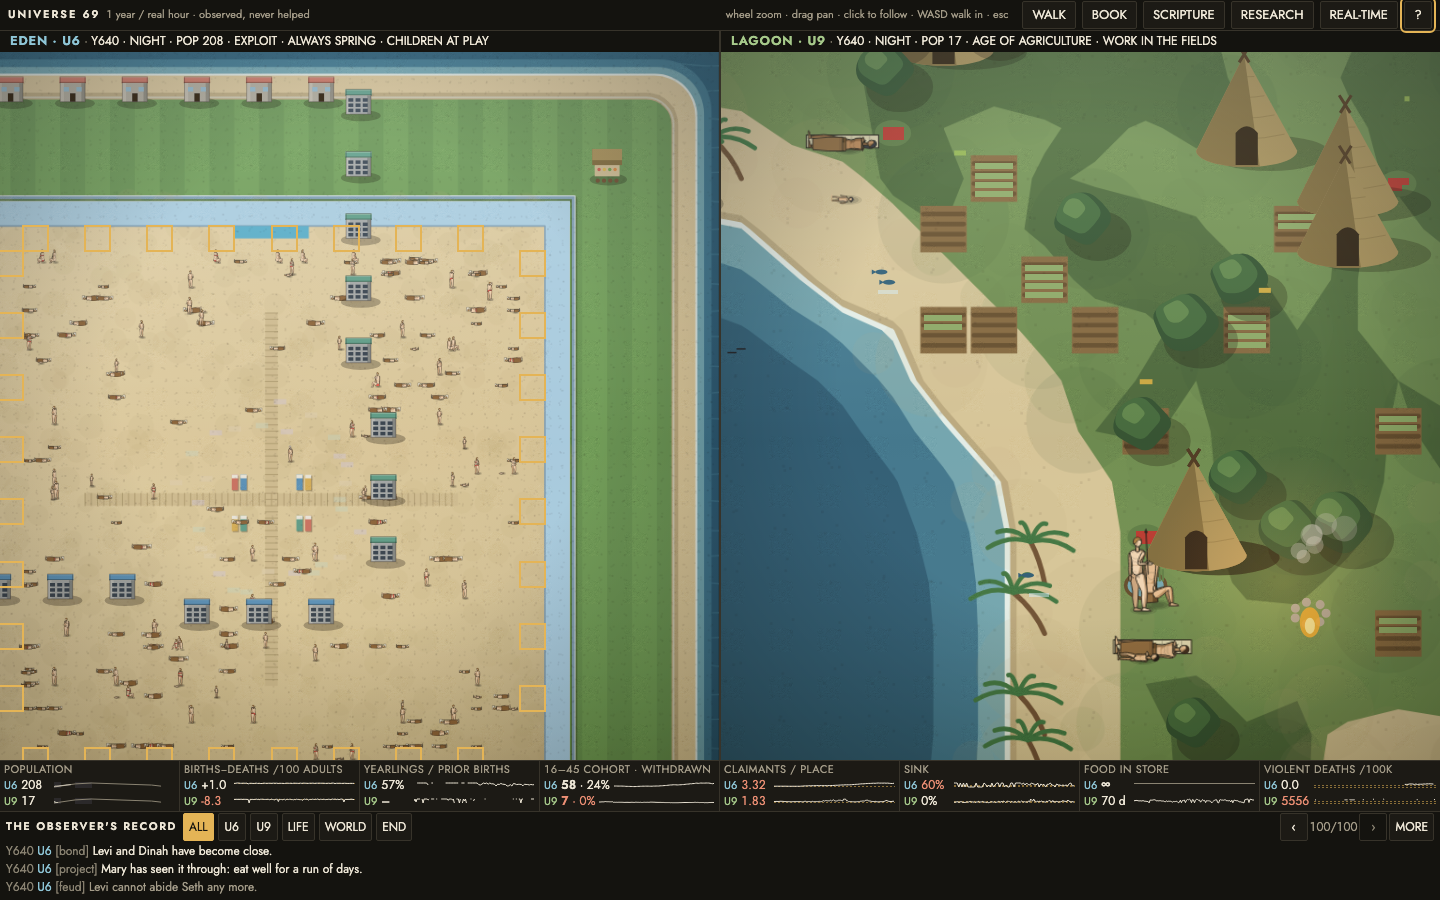 UNIVERSE 69 1 year / real hour · observed, never helped
wheel zoom · drag pan · click to follow · WASD walk in · esc
WALK
BOOK
SCRIPTURE
RESEARCH
REAL-TIME
?
EDEN · U6 · Y640 · NIGHT · POP 208 · EXPLOIT · ALWAYS SPRING · CHILDREN AT PLAY
LAGOON · U9 · Y640 · NIGHT · POP 17 · AGE OF AGRICULTURE · WORK IN THE FIELDS
POPULATION
U6 208
U9 17
BIRTHS–DEATHS /100 ADULTS
U6 +1.0
U9 -8.3
YEARLINGS / PRIOR BIRTHS
U6 57%
U9 –
16–45 COHORT · WITHDRAWN
U6 58 · 24%
U9 7 · 0%
CLAIMANTS / PLACE
U6 3.32
U9 1.83
SINK
U6 60%
U9 0%
FOOD IN STORE
U6 ∞
U9 70 d
VIOLENT DEATHS /100K
U6 0.0
U9 5556
THE OBSERVER'S RECORD
ALL
U6
U9
LIFE
WORLD
END
‹ 100/100 ›
MORE
Y640 U6 [bond] Levi and Dinah have become close.
Y640 U6 [project] Mary has seen it through: eat well for a run of days.
Y640 U6 [feud] Levi cannot abide Seth any more.